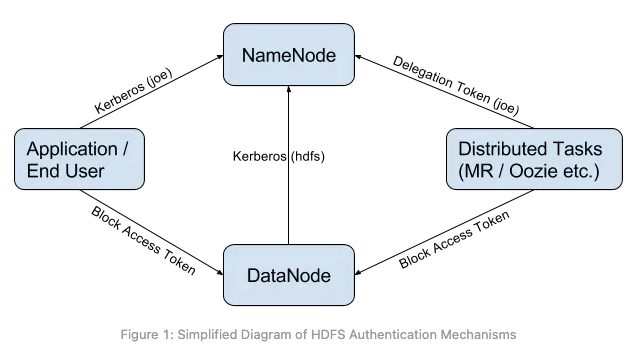 NameNode
Kerberos (joe)
Delegation Token (joe)
Application /
End User
Kerberos (hdfs)
Distributed Tasks
(MR / Oozie etc.)
Block Access Token
Block Access Token
DataNode
Figure 1: Simplified Diagram of HDFS Authentication Mechanisms